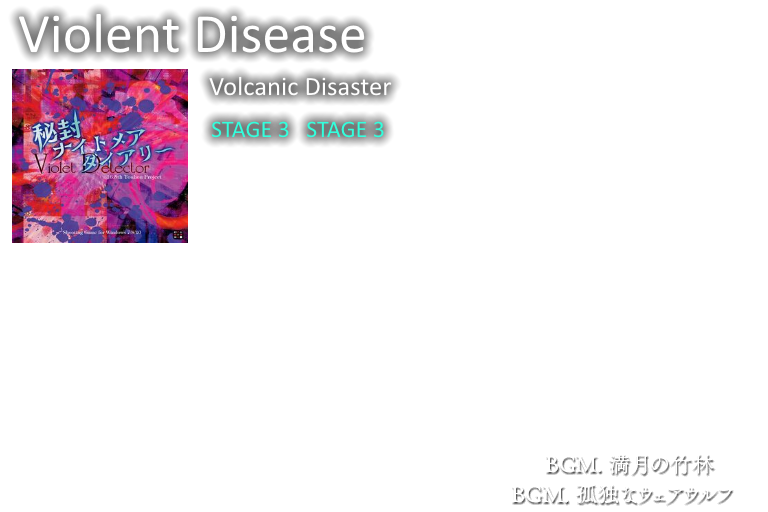 Violent Disease
Volcanic Disaster
STAGE 3 STAGE 3
秘封
ナイトメア
ダイアリー
Violet Detector
BGM. 満月の竹林
BGM. 孤独なウェアウルフ